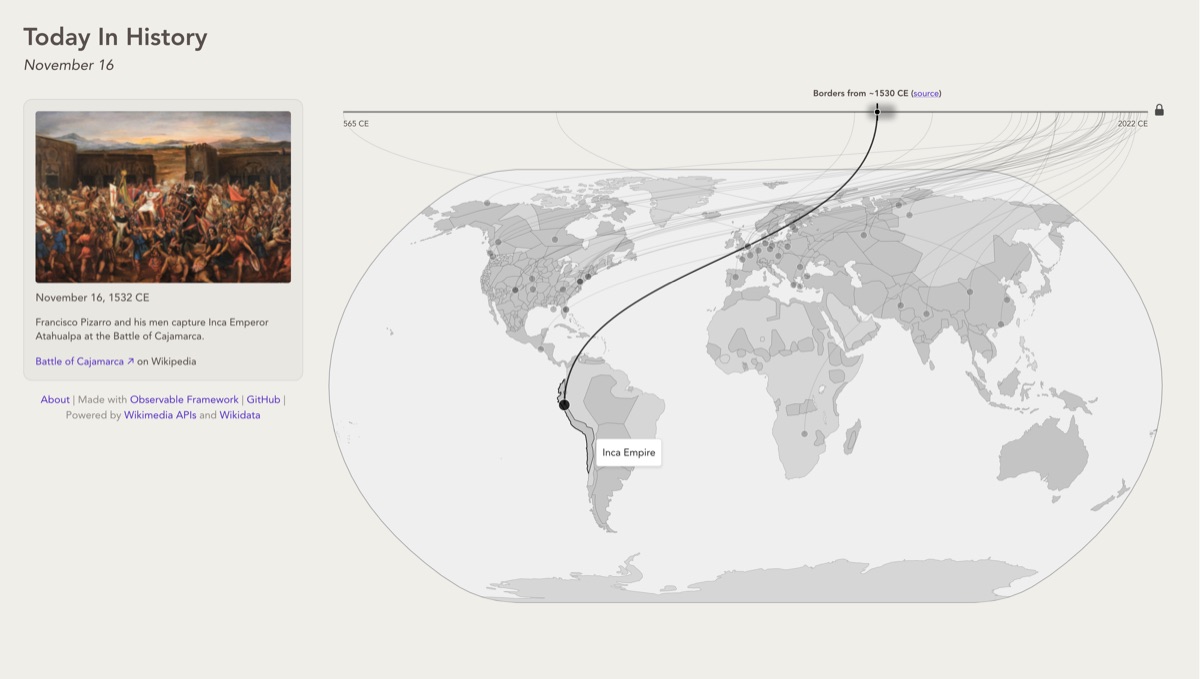 Today In History
November 16
Borders from ~1530 CE (source)
565 CE
2022 CE
November 16, 1532 CE
Francisco Pizarro and his men capture Inca Emperor
Atahualpa at the Battle of Cajamarca.
Battle of Cajamarca ↗ on Wikipedia
About | Made with Observable Framework | GitHub |
Powered by Wikimedia APIs and Wikidata
Inca Empire